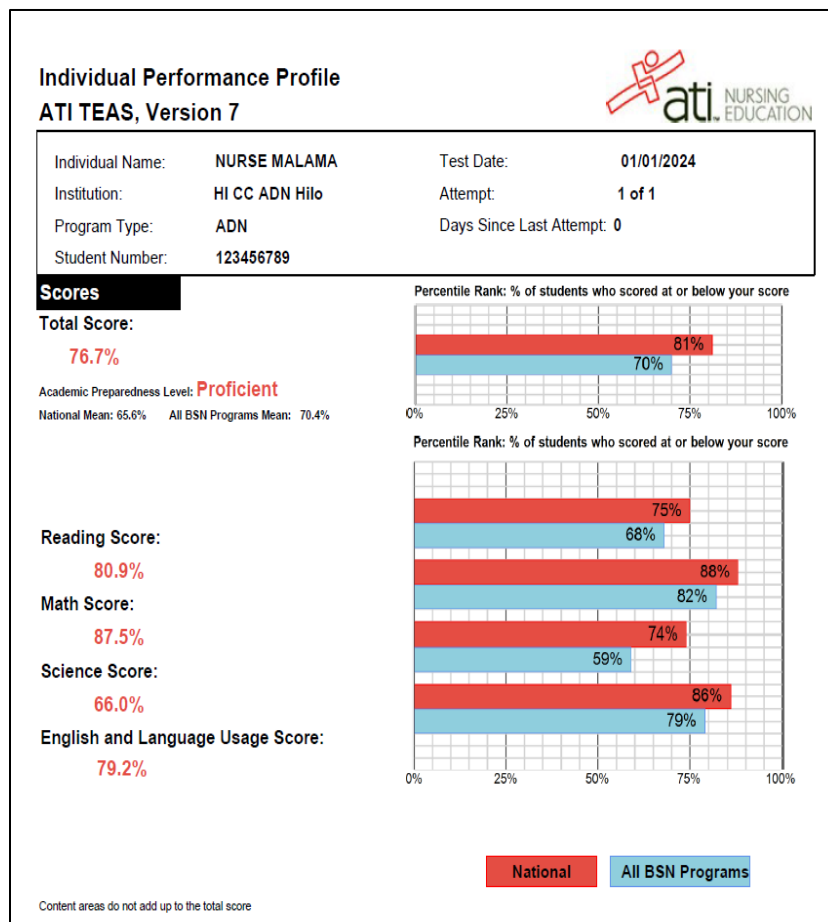 Individual Performance Profile
ATI TEAS, Version 7
ati NURSING EDUCATION
Individual Name: NURSE MALAMA Test Date: 01/01/2024
Institution: HI CC ADN Hilo Attempt: 1 of 1
Program Type: ADN Days Since Last Attempt: 0
Student Number: 123456789
Scores
Total Score:
76.7%
Academic Preparedness Level: Proficient
National Mean: 65.6% All BSN Programs Mean: 70.4%
Percentile Rank: % of students who scored at or below your score
81%
70%
0% 25% 50% 75% 100%
Percentile Rank: % of students who scored at or below your score
Reading Score:
80.9%
Math Score:
87.5%
Science Score:
66.0%
English and Language Usage Score:
79.2%
75%
68%
88%
82%
74%
59%
86%
79%
0% 25% 50% 75% 100%
National All BSN Programs
Content areas do not add up to the total score